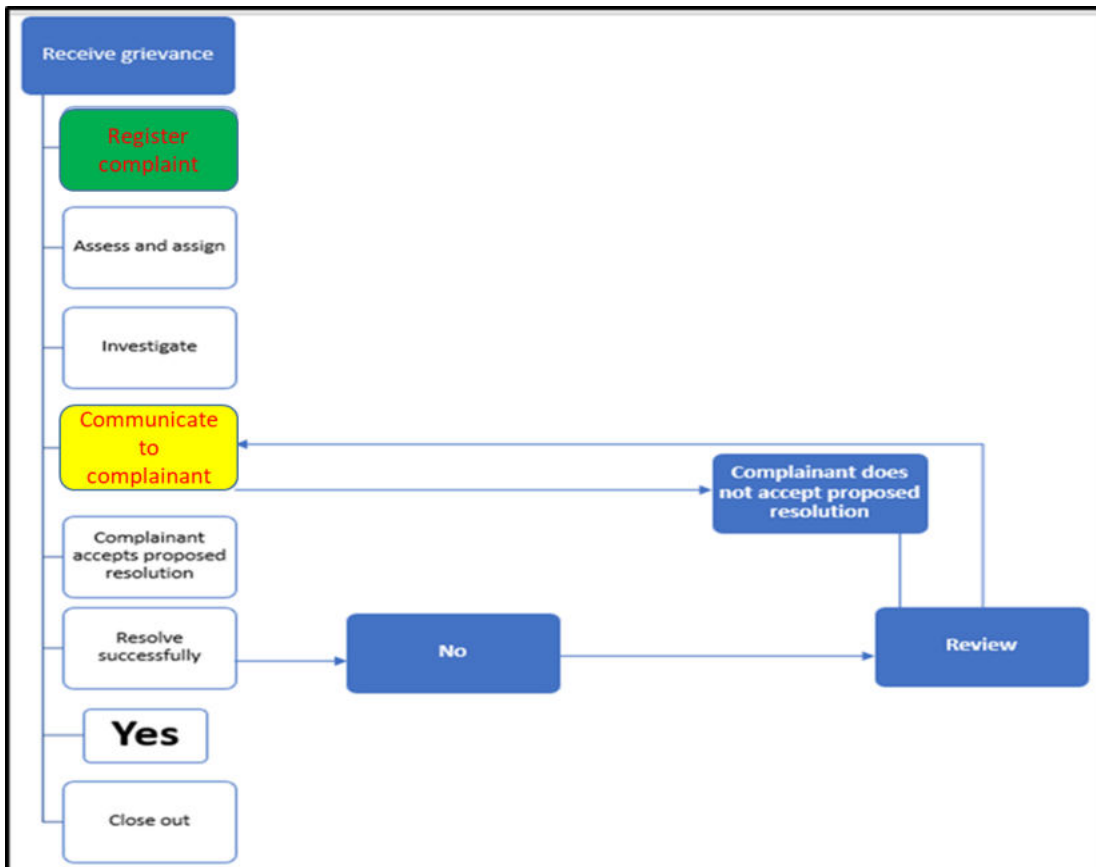 Receive grievance
Register
complaint
Assess and assign
Investigate
Communicate
to
complainant
Complainant does
not accept proposed
resolution
Complainant
accepts proposed
resolution
Resolve
successfully
No
Review
Yes
Close out